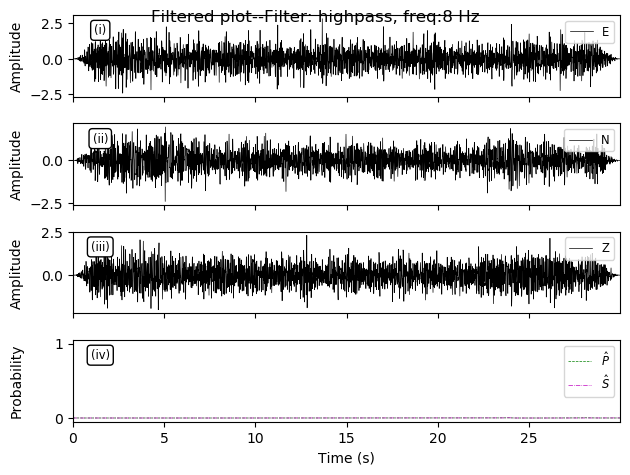 Filtered plot--Filter: highpass, freq:8 Hz
2.5
0.0
−2.5
Amplitude
(i)
E
0.0
−2.5
Amplitude
(ii)
N
2.5
0.0
Amplitude
(iii)
Z
1
0
Probability
(iv)
P̂
Ŝ
0 5 10 15 20 25
Time (s)